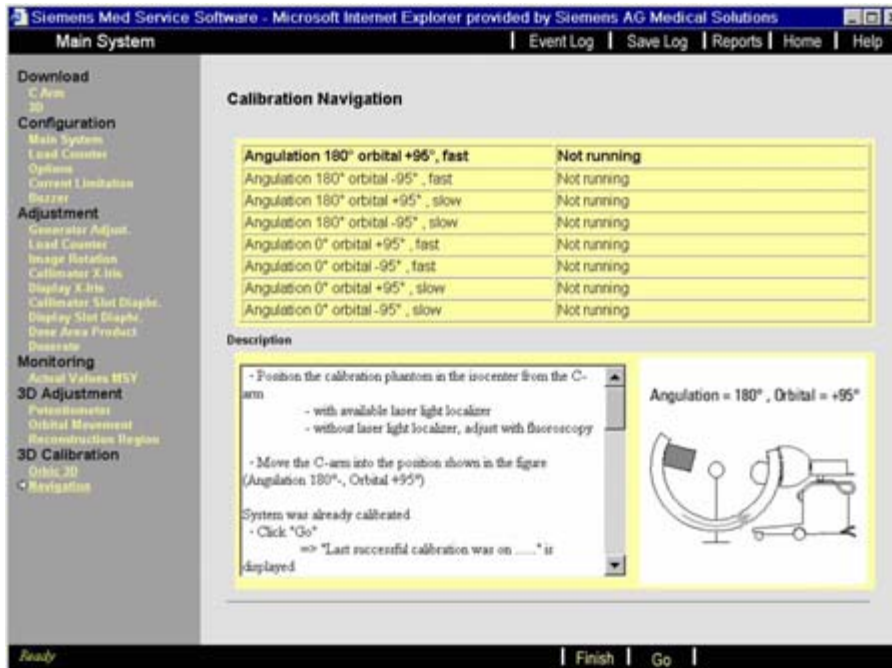 Siemens Med Service Software - Microsoft Internet Explorer provided by Siemens AG Medical Solutions
Main System
Event Log Save Log Reports Home Help
Download
C Arm
3D
Configuration
Main System
Load Counter
Options
Current Limitation
Buzzer
Adjustment
Generator Adjust.
Load Counter
Image Rotation
Collimator X-Iris
Display X-Iris
Collimator Slot Diaphr.
Display Slot Diaphr.
Dose Area Product
Doserate
Monitoring
Actual Values MSY
3D Adjustment
Potentiometer
Orbital Movement
Reconstruction Region
3D Calibration
Orbic 3D
Navigation
Calibration Navigation
Angulation 180° orbital +95°, fast Not running
Angulation 180° orbital -95° , fast Not running
Angulation 180° orbital +95° , slow Not running
Angulation 180° orbital -95° , slow Not running
Angulation 0° orbital +95° , fast Not running
Angulation 0° orbital -95° , fast Not running
Angulation 0° orbital +95° , slow Not running
Angulation 0° orbital -95° , slow Not running
Description
- Position the calibration phantom in the isocenter from the C-
arm
- with available laser light localizer
- without laser light localizer, adjust with fluoroscopy
- Move the C-arm into the position shown in the figure
(Angulation 180°-, Orbital +95°)
System was already calibrated
- Click "Go"
=> "Last successful calibration was on ......" is
displayed
Angulation = 180° , Orbital = +95°
Ready
Finish Go